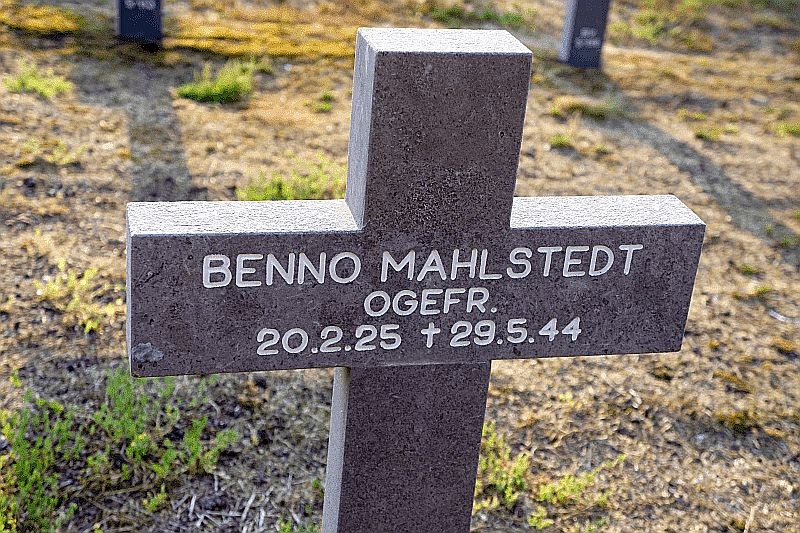 BENNO MAHLSTEDT
OGEFR.
20.2.25 † 29.5.44